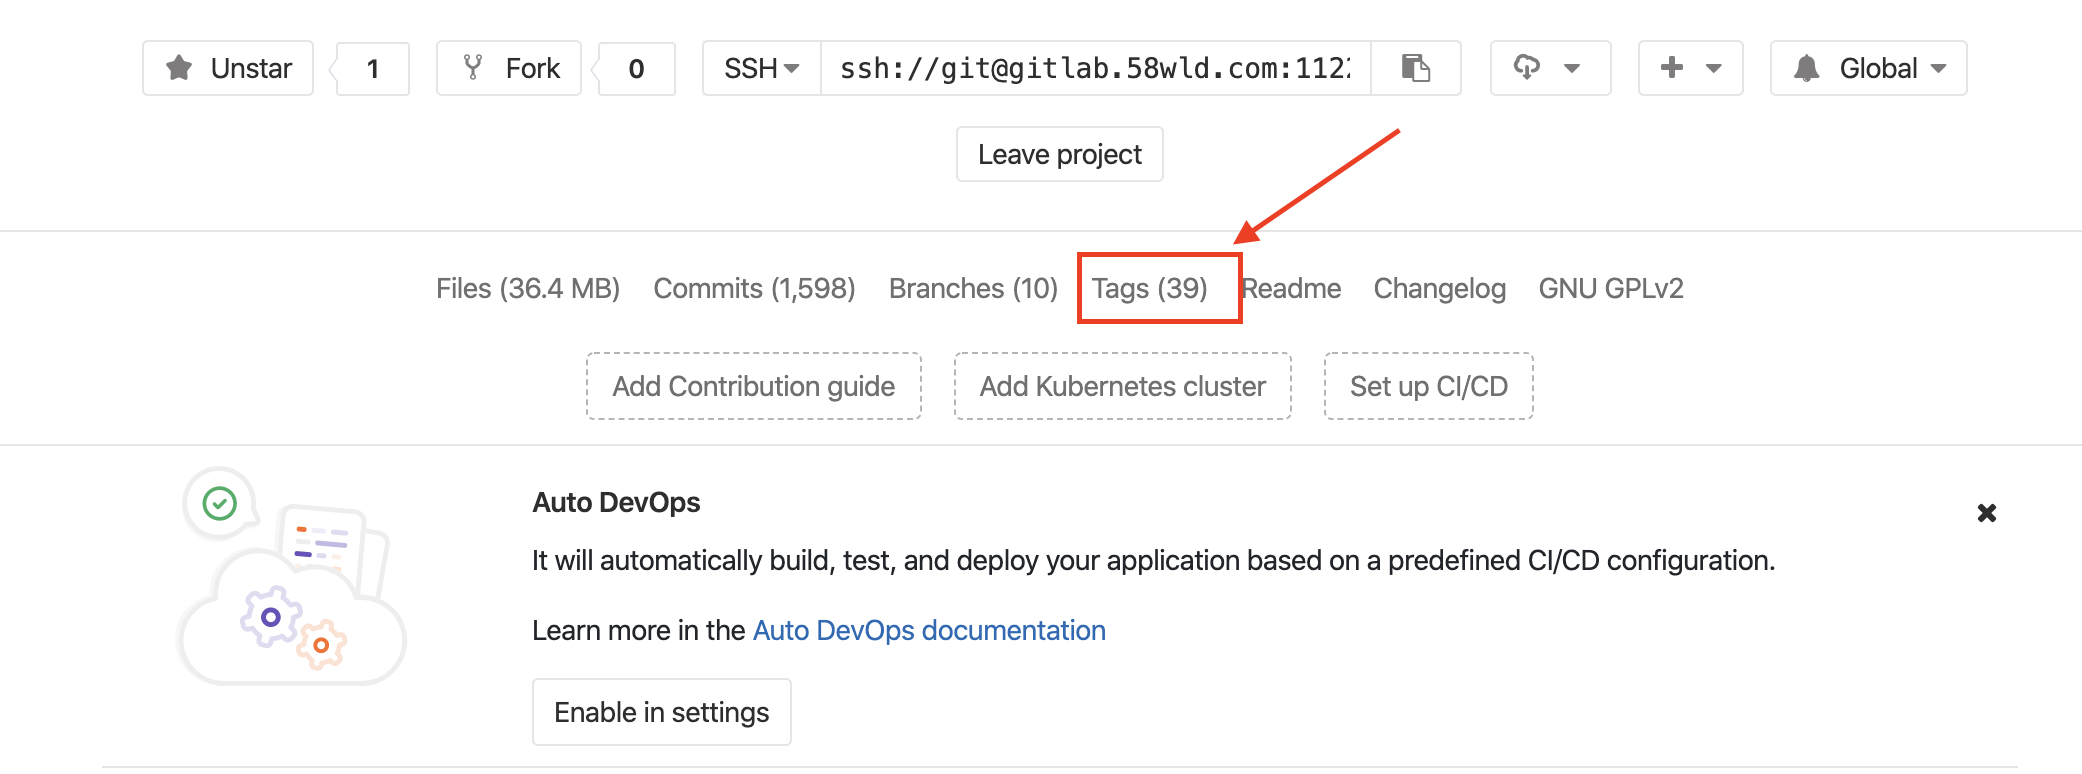 Unstar 1 Fork 0 SSH ssh://git@gitlab.58wld.com:112 Global
Leave project
Files (36.4 MB) Commits (1,598) Branches (10) Tags (39) Readme Changelog GNU GPLv2
Add Contribution guide Add Kubernetes cluster Set up CI/CD
Auto DevOps
It will automatically build, test, and deploy your application based on a predefined CI/CD configuration.
Learn more in the Auto DevOps documentation
Enable in settings